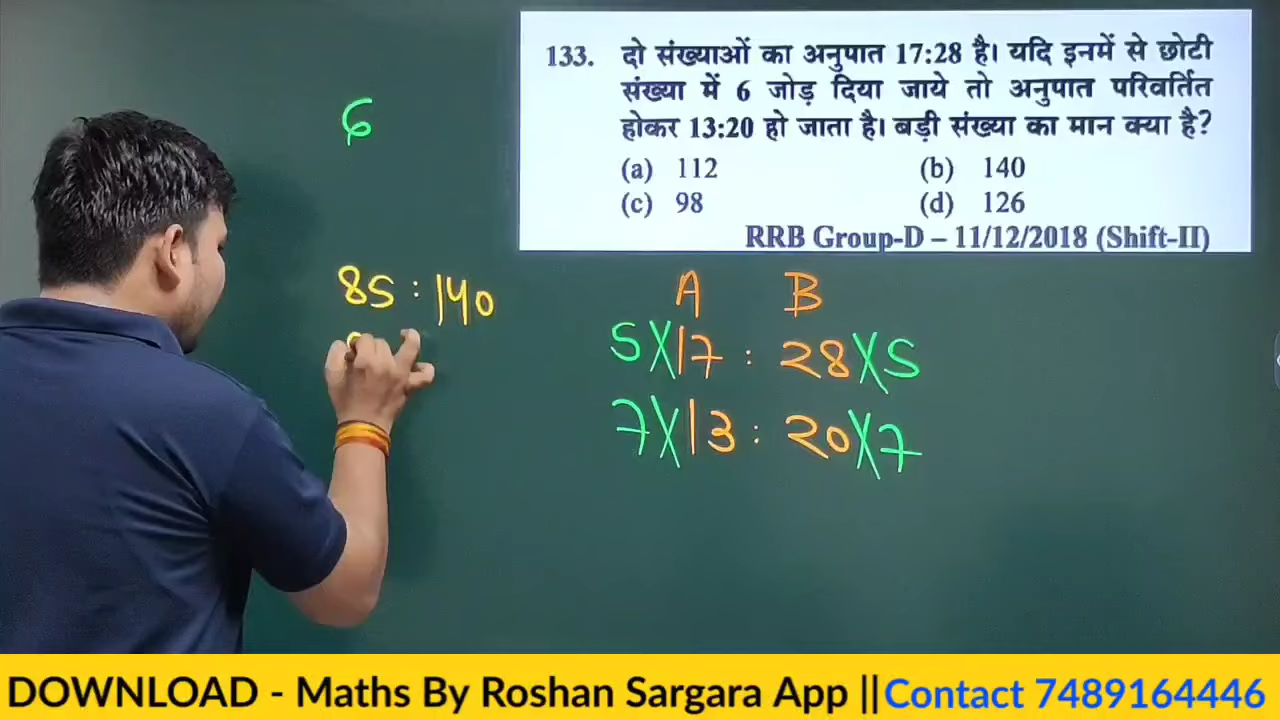 133. दो संख्याओं का अनुपात 17:28 है। यदि इनमें से छोटी
संख्या में 6 जोड़ दिया जाये तो अनुपात परिवर्तित
होकर 13:20 हो जाता है। बड़ी संख्या का मान क्या है?
(a) 112 (b) 140
(c) 98 (d) 126
RRB Group-D – 11/12/2018 (Shift-II)
6
85 : 140
A B
5X17 : 28X5
7X13 : 20X7
DOWNLOAD - Maths By Roshan Sargara App ||Contact 7489164446